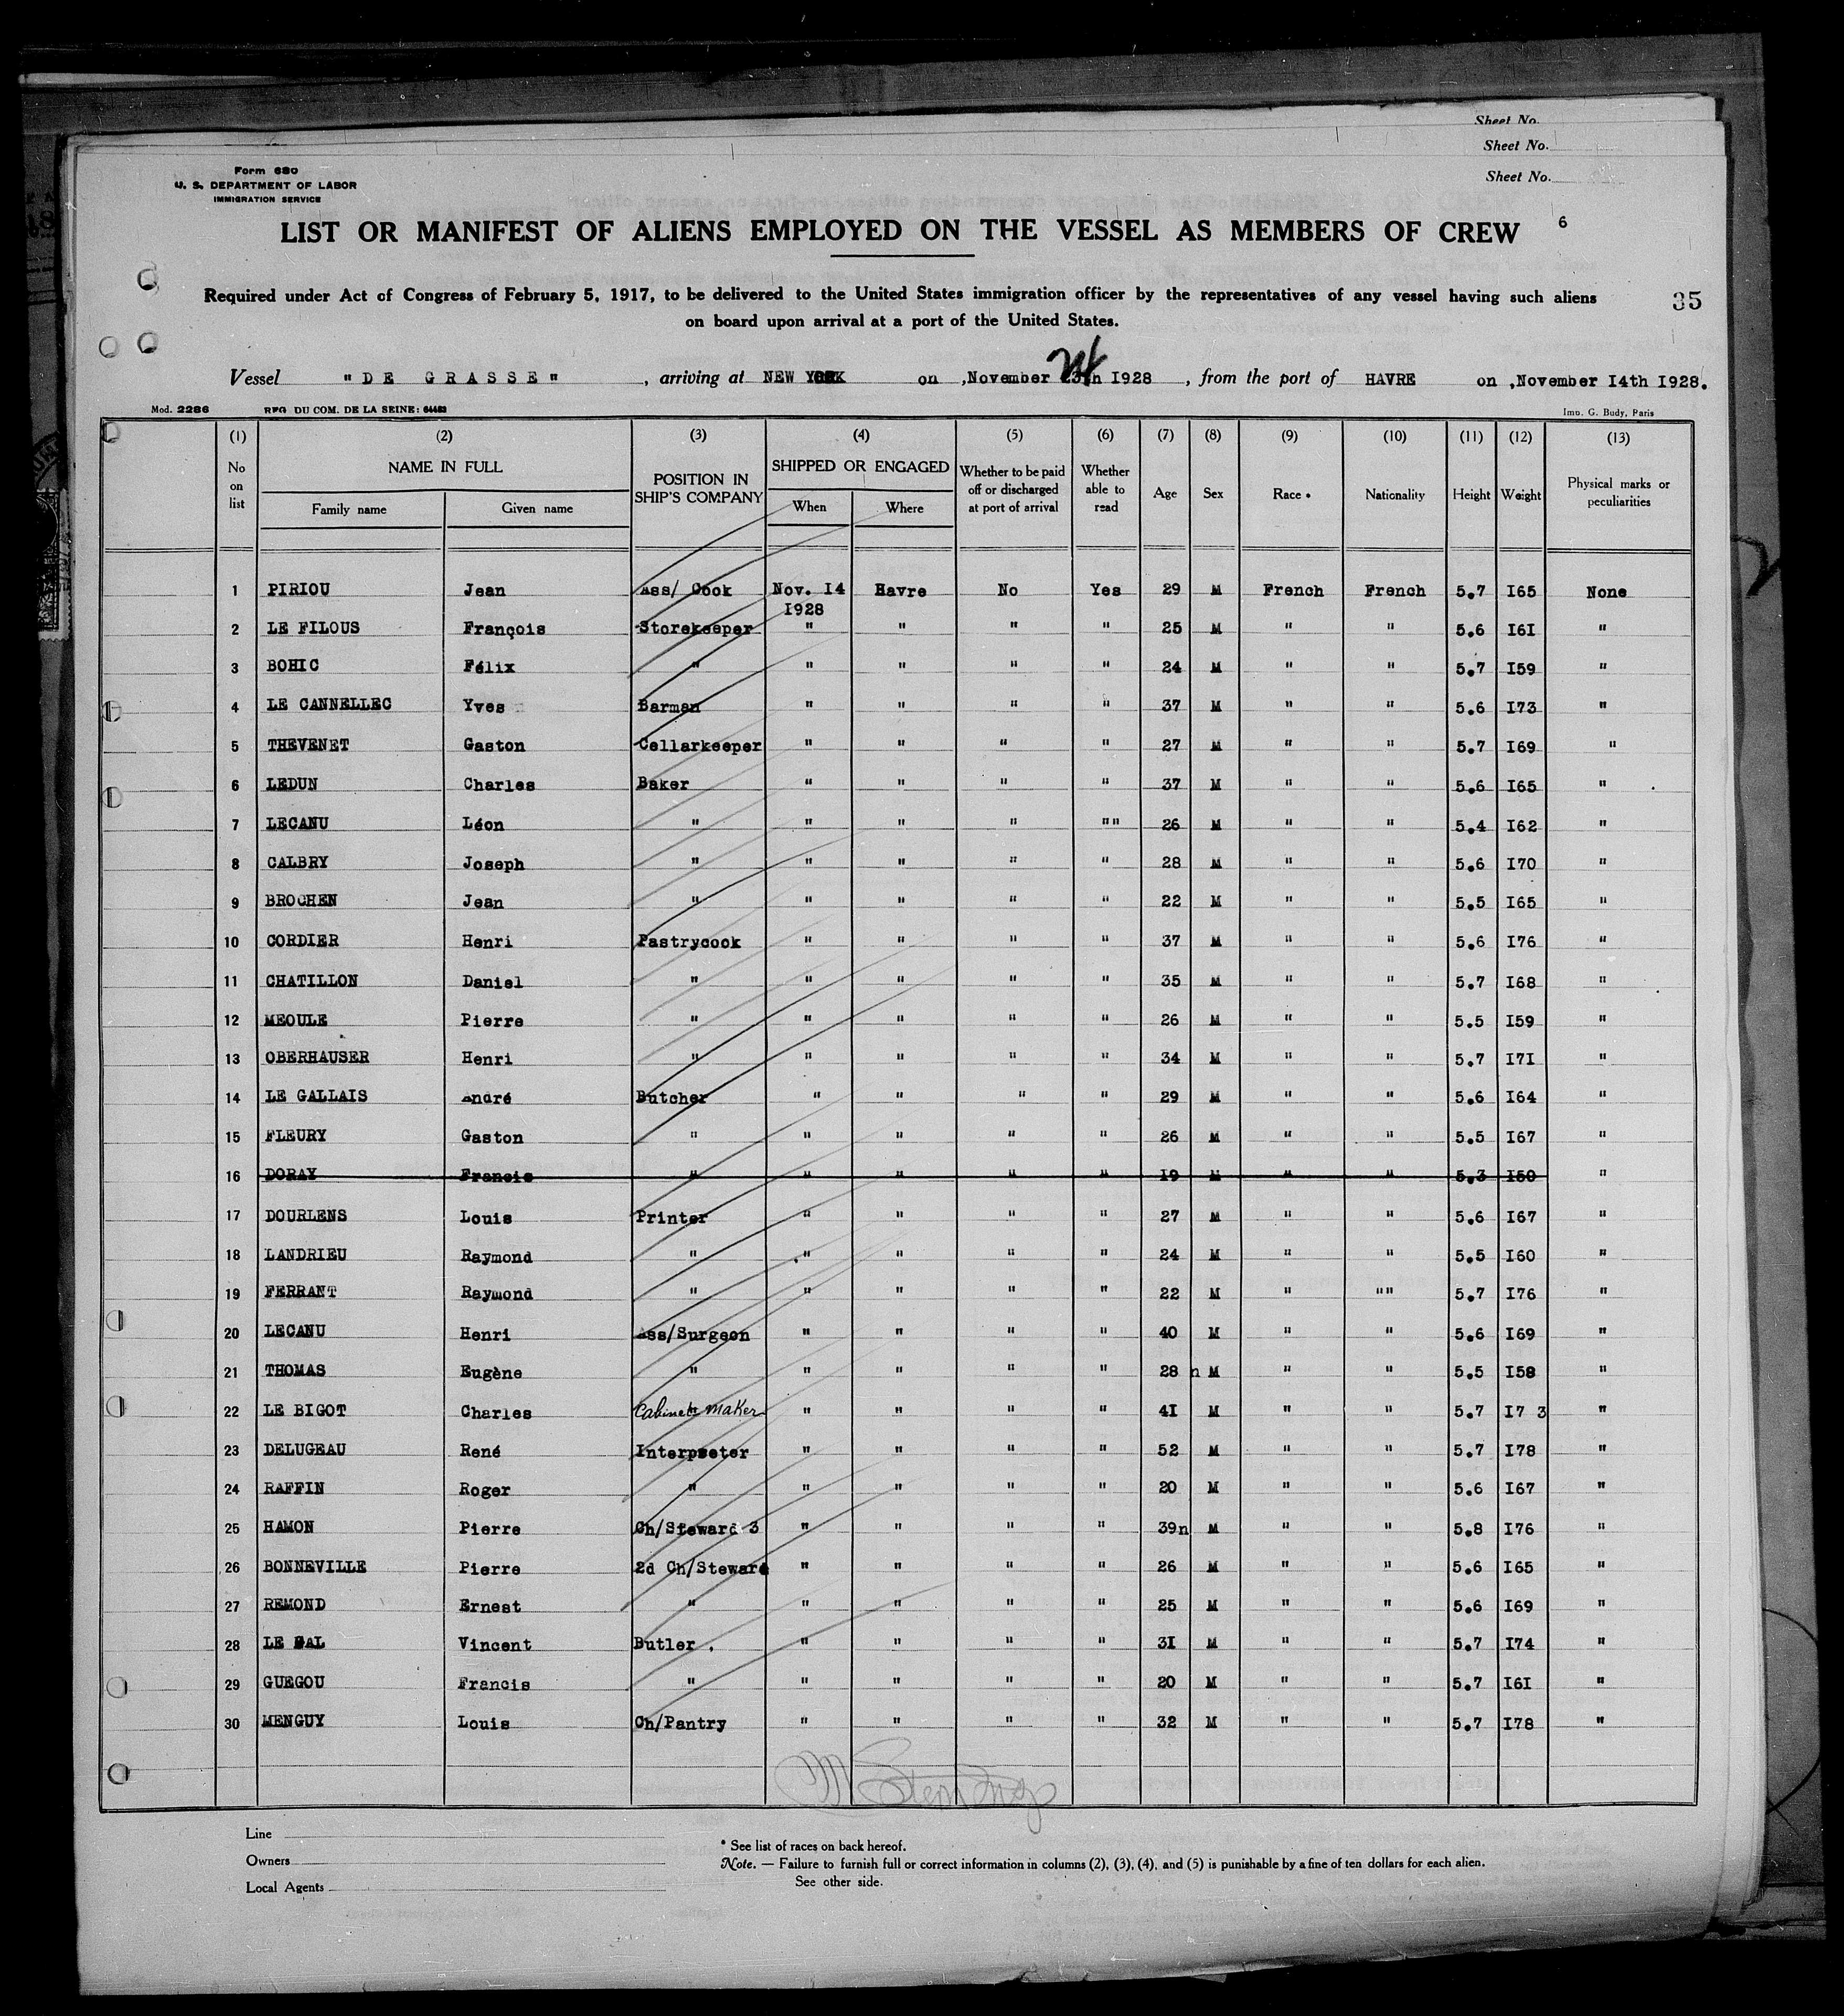 Sheet No.
Sheet No.
Sheet No.
Form 680
U. S. DEPARTMENT OF LABOR
IMMIGRATION SERVICE
LIST OR MANIFEST OF ALIENS EMPLOYED ON THE VESSEL AS MEMBERS OF CREW 6
Required under Act of Congress of February 5, 1917, to be delivered to the United States immigration officer by the representatives of any vessel having such aliens 35
on board upon arrival at a port of the United States.
Vessel "DE GRASSE" , arriving at NEW YORK on ,November 1928 , from the port of HAVRE on ,November I4th I928.
Mod. 2286 REG. DU COM. DE LA SEINE: 64483 Imp. G. Budy, Paris
(1) (2) (3) (4) (5) (6) (7) (8) (9) (10) (11) (12) (13)
No on list NAME IN FULL POSITION IN SHIP'S COMPANY SHIPPED OR ENGAGED Whether to be paid off or discharged at port of arrival Whether able to read Age Sex Race * Nationality Height Weight Physical marks or peculiarities
Family name Given name When Where
1 PIRIOU Jean Ass/ Cook Nov. I4 Havre No Yes 29 M French French 5.7 I65 None
I928
2 LE FILOUS François Storekeeper " " " " 25 M " " 5.6 I6I "
3 BOHIC Félix " " " " " 24 M " " 5.7 I59 "
4 LE CANNELLEC Yves Barman " " " " 37 M " " 5.6 I73 "
5 THEVENET Gaston Cellarkeeper " " " " 27 M " " 5.7 I69 "
6 LEDUN Charles Baker " " " " 37 M " " 5.6 I65 "
7 LECANU Léon " " " " "" 26 M " " 5.4 I62 "
8 CALBRY Joseph " " " " " 28 M " " 5.6 I70 "
9 BROCHEN Jean " " " " " 22 M " " 5.5 I65 "
10 CORDIER Henri Pastrycook " " " " 37 M " " 5.6 I76 "
11 CHATILLON Daniel " " " " " 35 M " " 5.7 I68 "
12 MEOULE Pierre " " " " " 26 M " " 5.5 I59 "
13 OBERHAUSER Henri " " " " " 34 M " " 5.7 I7I "
14 LE GALLAIS André Butcher " " " " 29 M " " 5.6 I64 "
15 FLEURY Gaston " " " " " 26 M " " 5.5 I67 "
16 DORAY Francis " " " " " I9 M " " 5.3 I50 "
17 DOURLENS Louis Printer " " " " 27 M " " 5.6 I67 "
18 LANDRIEU Raymond " " " " " 24 M " " 5.5 I60 "
19 FERRANT Raymond " " " " " 22 M " "" 5.7 I76 "
20 LECANU Henri Ass/Surgeon " " " " 40 M " " 5.6 I69 "
21 THOMAS Eugène " " " " " 28 n M " " 5.5 I58 "
22 LE BIGOT Charles Cabinet Maker " " " " 4I M " " 5.7 I7 3 "
23 DELUGEAU René Interpreter " " " " 52 M " " 5.7 I78 "
24 RAFFIN Roger " " " " " 20 M " " 5.6 I67 "
25 HAMON Pierre Ch/Steward 3 " " " " 39n M " " 5.8 I76 "
26 BONNEVILLE Pierre 2d Ch/Steward " " " " 26 M " " 5.6 I65 "
27 REMOND Ernest " " " " " 25 M " " 5.6 I69 "
28 LE Vincent Butler . " " " " 3I M " " 5.7 I74 "
29 GUEGOU Francis " " " " " 20 M " " 5.7 I6I "
30 MENGUY Louis Ch/Pantry " " " " 32 M " " 5.7 I78 "
Line
Owners
Local Agents
* See list of races on back hereof.
Note. — Failure to furnish full or correct information in columns (2), (3), (4), and (5) is punishable by a fine of ten dollars for each alien.
See other side.